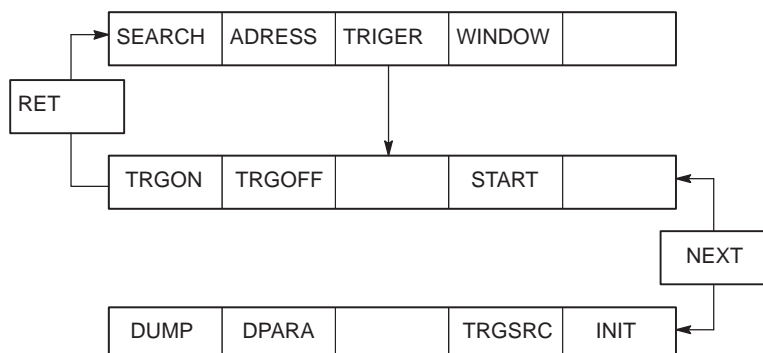 SEARCH ADRESS TRIGER WINDOW
RET
TRGON TRGOFF START
NEXT
DUMP DPARA TRGSRC INIT